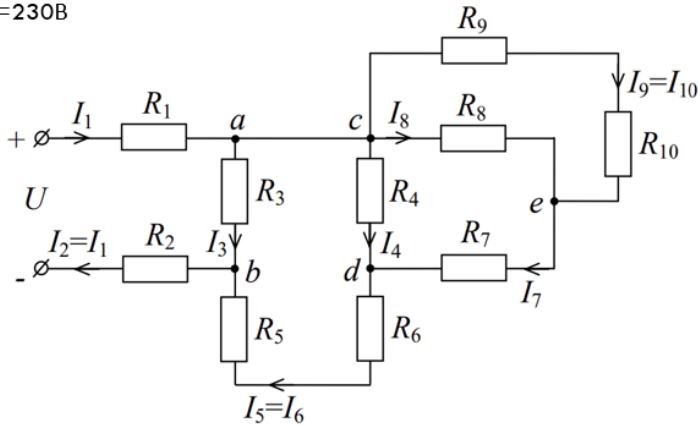 =230В
R9
I9=I10
I1
R1
a
c
I8
R8
+
R10
R3
R4
e
U
I2=I1
R2
I3
I4
R7
-
b
d
I7
R5
R6
I5=I6